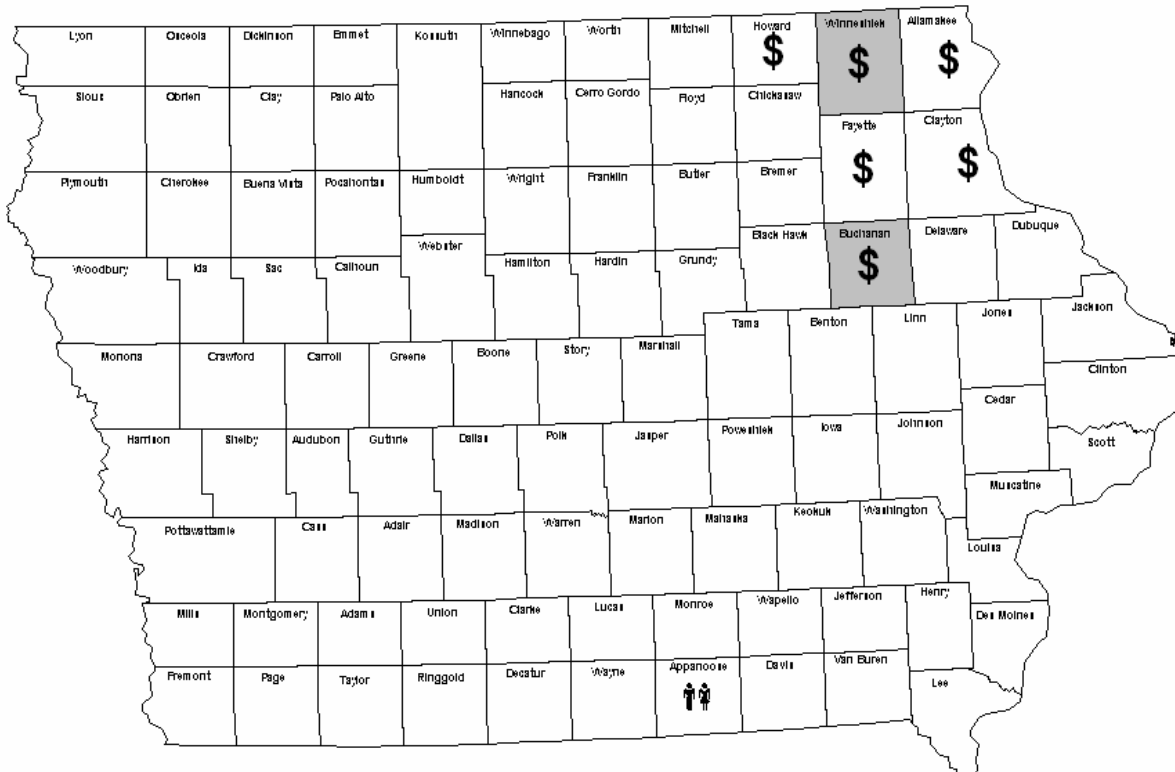 Lyon Osceola Dickinson Emmet Kossuth Winnebago Worth Mitchell Howard Winneshiek Allamakee
$ $ $
Sioux Obrien Clay Palo Alto Hancock Cerro Gordo Floyd Chickasaw Fayette Clayton
$ $
Plymouth Cherokee Buena Vista Pocahontas Humboldt Wright Franklin Butler Bremer
Webster Black Hawk Buchanan Delaware Dubuque
$
Woodbury Ida Sac Calhoun Hamilton Hardin Grundy
Tama Benton Linn Jones Jackson
Monona Crawford Carroll Greene Boone Story Marshall Clinton
Cedar
Harrison Shelby Audubon Guthrie Dallas Polk Jasper Poweshiek Iowa Johnson Scott
Muscatine
Pottawattamie Cass Adair Madison Warren Marion Mahaska Keokuk Washington
Louisa
Mills Montgomery Adams Union Clarke Lucas Monroe Wapello Jefferson Henry Des Moines
Fremont Page Taylor Ringgold Decatur Wayne Appanoose Davis Van Buren Lee